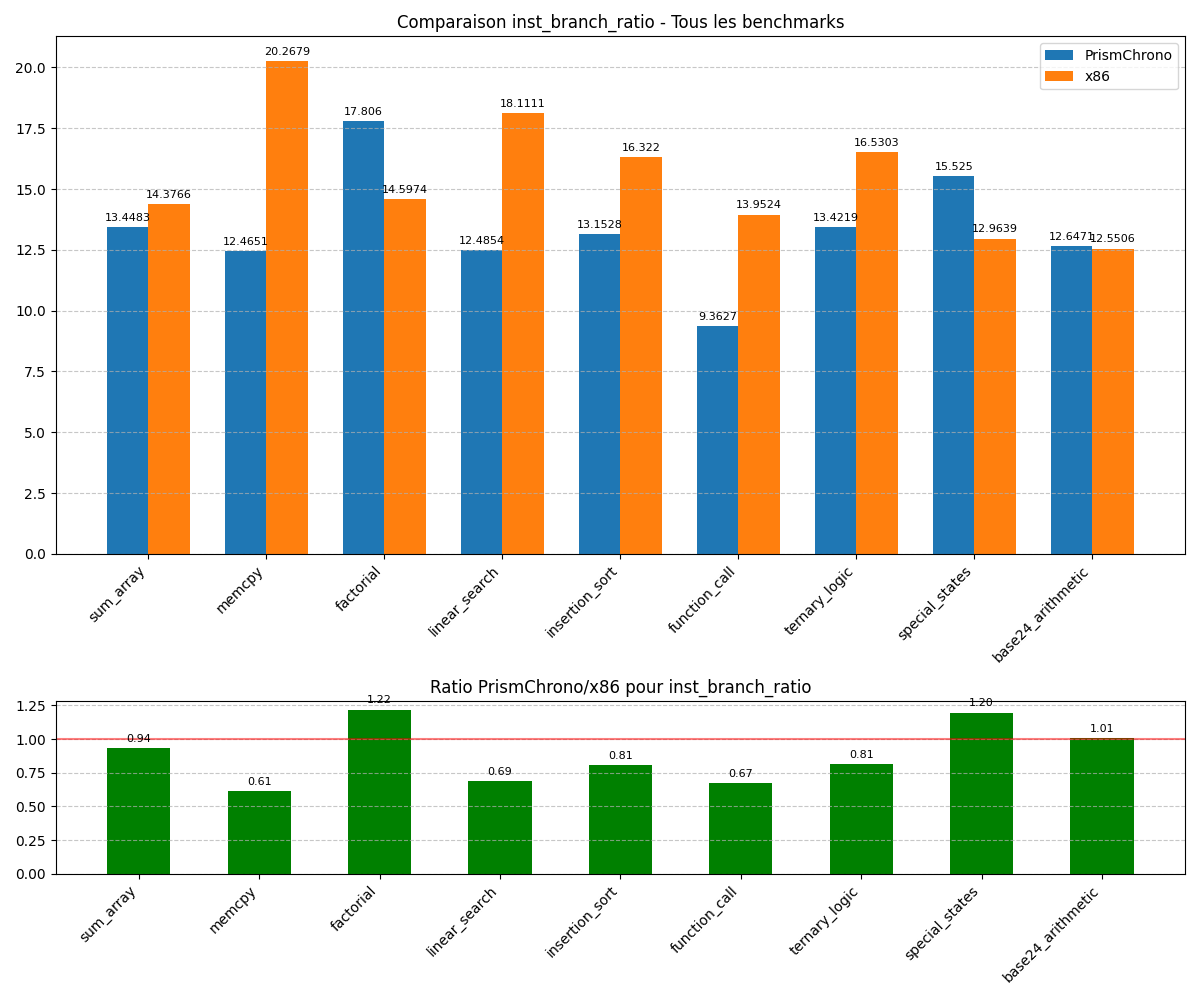 Comparaison inst_branch_ratio - Tous les benchmarks
PrismChrono
x86
20.0
17.5
15.0
12.5
10.0
7.5
5.0
2.5
0.0
13.4483
14.3766
12.4651
20.2679
17.806
14.5974
12.4854
18.1111
13.1528
16.322
9.3627
13.9524
13.4219
16.5303
15.525
12.9639
12.6471
12.5506
sum_array
memcpy
factorial
linear_search
insertion_sort
function_call
ternary_logic
special_states
base24_arithmetic
Ratio PrismChrono/x86 pour inst_branch_ratio
1.25
1.00
0.75
0.50
0.25
0.00
0.94
0.61
1.22
0.69
0.81
0.67
0.81
1.20
1.01
sum_array
memcpy
factorial
linear_search
insertion_sort
function_call
ternary_logic
special_states
base24_arithmetic